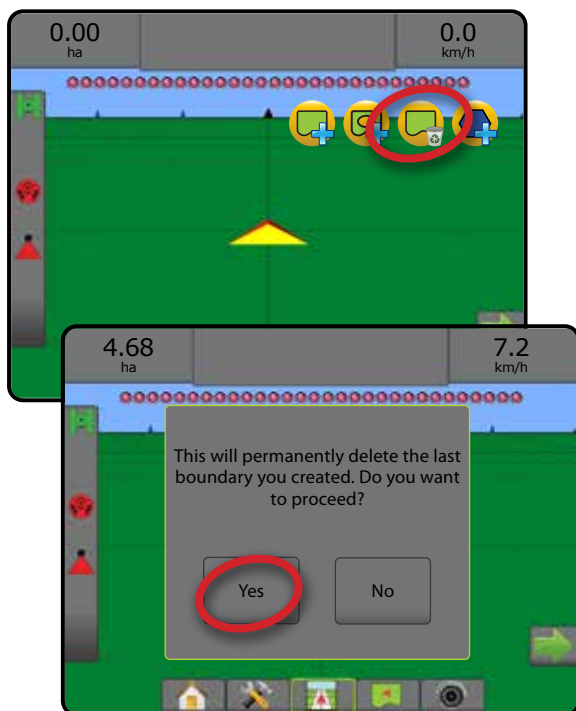 0.00
ha
0.0
km/h
4.68
ha
7.2
km/h
This will permanently delete the last
boundary you created. Do you want
to proceed?
Yes
No